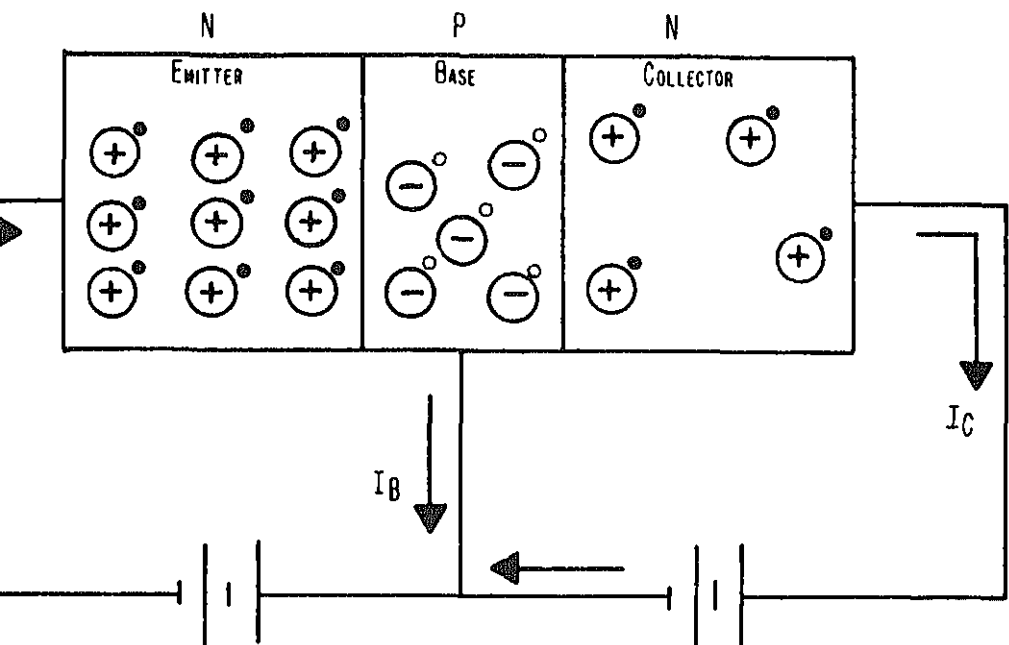 N P N
EMITTER BASE COLLECTOR
+ + + - - + +
+ + + - +
+ + + - - +
IB
IC